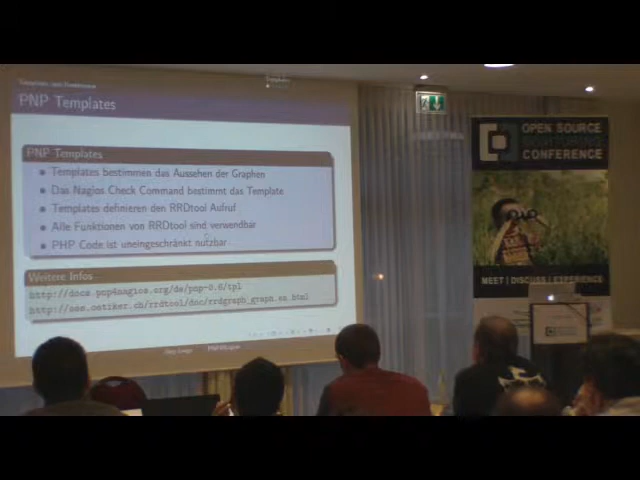 PNP Templates
PNP Templates
Templates bestimmen das Aussehen der Graphen
Das Nagios Check Command bestimmt das Template
Templates definieren den RRDtool Aufruf
Alle Funktionen von RRDtool sind verwendbar
PHP Code ist uneingeschränkt nutzbar
Weitere Infos
http://docs.pnp4nagios.org/de/pnp-0.6/tpl
http://oss.oetiker.ch/rrdtool/doc/rrdgraph_graph.en.html
OPEN SOURCE
MONITORING
CONFERENCE
MEET | DISCUSS | EXPERIENCE